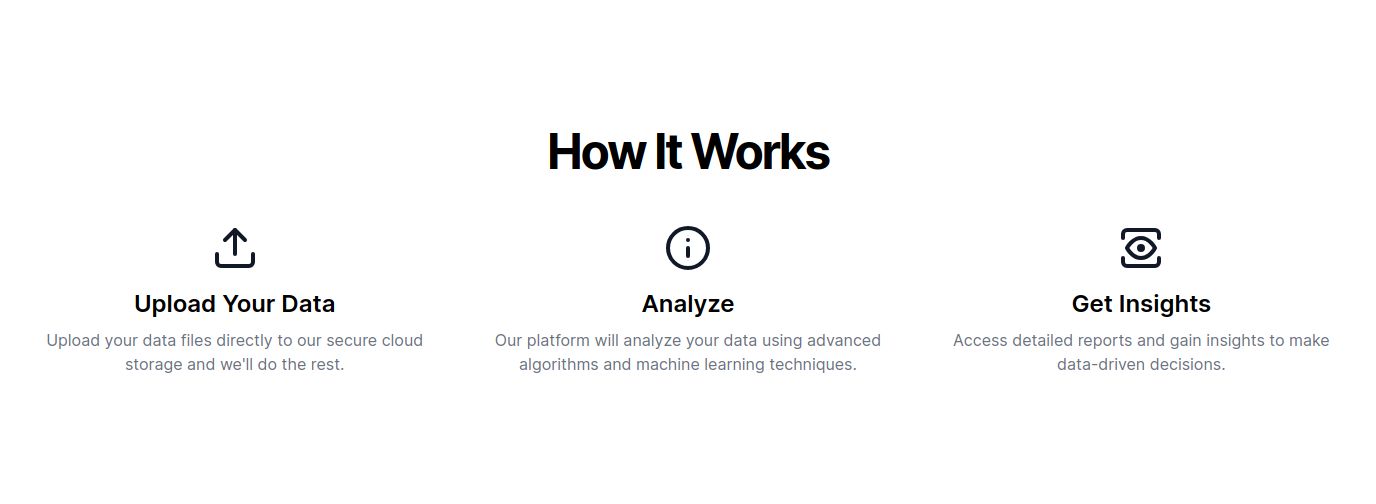 How It Works
Upload Your Data
Upload your data files directly to our secure cloud
storage and we'll do the rest.
Analyze
Our platform will analyze your data using advanced
algorithms and machine learning techniques.
Get Insights
Access detailed reports and gain insights to make
data-driven decisions.